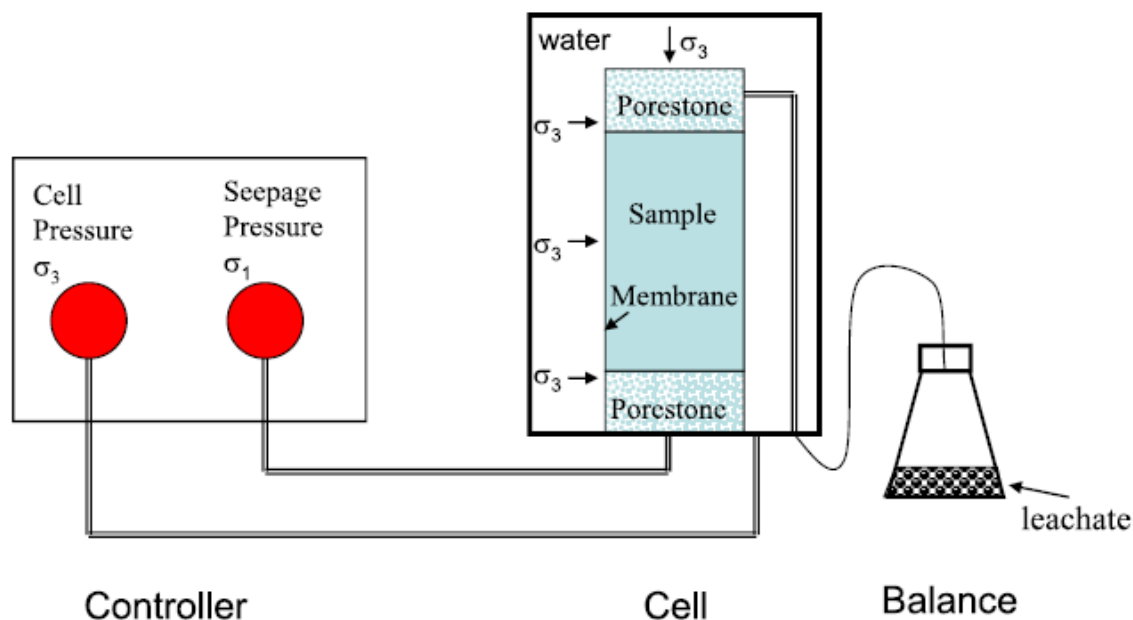 water
σ3
Porestone
σ3
Cell
Pressure
σ3
Seepage
Pressure
σ1
Sample
σ3
Membrane
σ3
Porestone
leachate
Controller
Cell
Balance